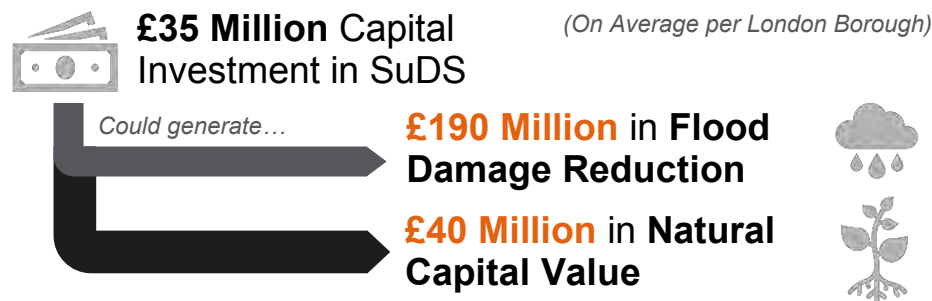 £35 Million Capital
Investment in SuDS
(On Average per London Borough)
Could generate…
£190 Million in Flood
Damage Reduction
£40 Million in Natural
Capital Value